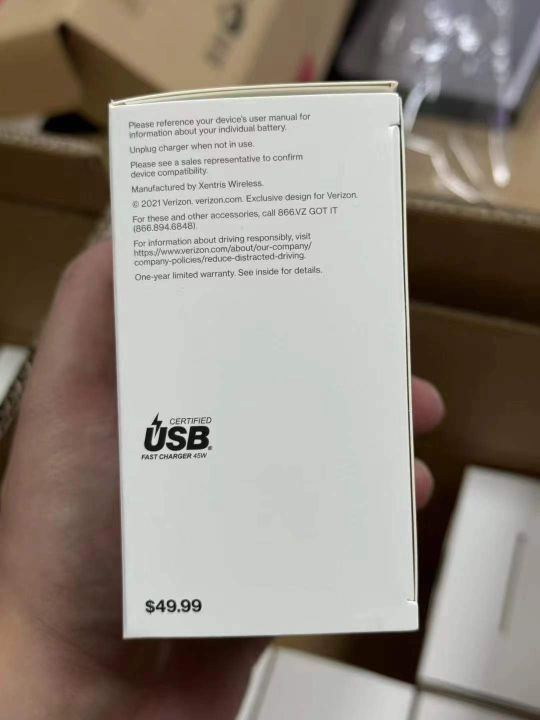 Please reference your device's user manual for
information about your individual battery.
Unplug charger when not in use.
Please see a sales representative to confirm
device compatibility.
Manufactured by Xentris Wireless.
© 2021 Verizon. verizon.com. Exclusive design for Verizon.
For these and other accessories, call 866.VZ GOT IT
(866.894.6848).
For information about driving responsibly, visit
https://www.verizon.com/about/our-company/
company-policies/reduce-distracted-driving.
One-year limited warranty. See inside for details.
CERTIFIED
USB®
FAST CHARGER 45W
$49.99